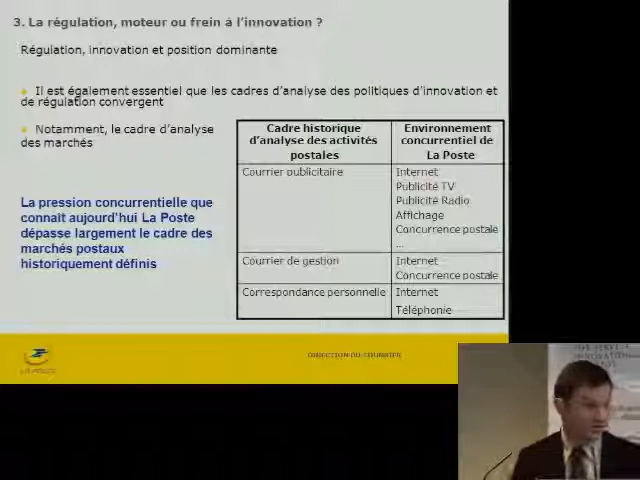 3. La régulation, moteur ou frein à l'innovation ?
Régulation, innovation et position dominante
Il est également essentiel que les cadres d'analyse des politiques d'innovation et
de régulation convergent
Notamment, le cadre d'analyse
des marchés
La pression concurrentielle que
connaît aujourd'hui La Poste
dépasse largement le cadre des
marchés postaux
historiquement définis
Cadre historique
d'analyse des activités
postales
Environnement
concurrentiel de
La Poste
Courrier publicitaire
Internet
Publicité TV
Publicité Radio
Affichage
Concurrence postale
...
Courrier de gestion
Internet
Concurrence postale
Correspondance personnelle
Internet
Téléphonie
LA POSTE
DIRECTION DU COURRIER
INNOVATION